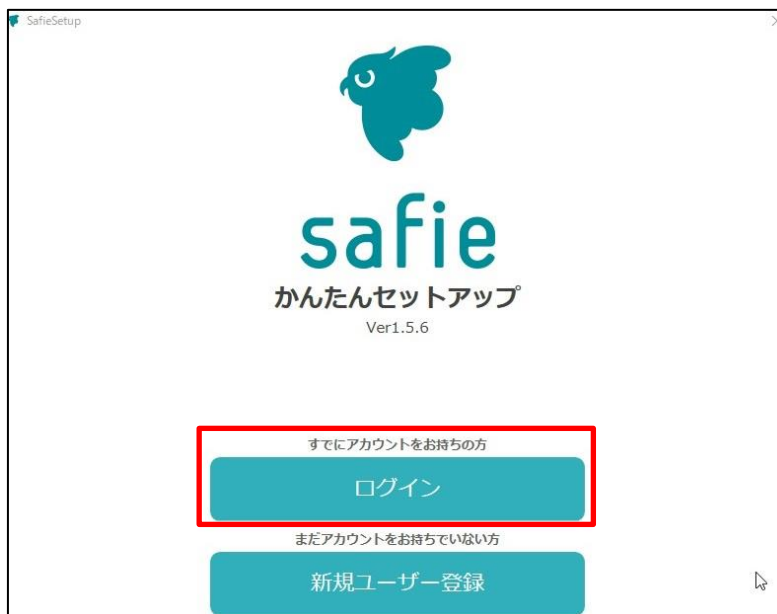 SafieSetup
safie
かんたんセットアップ
Ver1.5.6
すでにアカウントをお持ちの方
ログイン
まだアカウントをお持ちでいない方
新規ユーザー登録